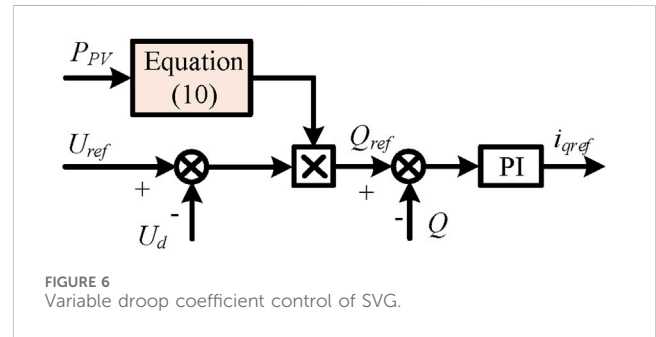 P_PV
Equation
(10)
U_ref
+
-
U_d
Q_ref
+
-
Q
PI
i_qref
FIGURE 6
Variable droop coefficient control of SVG.